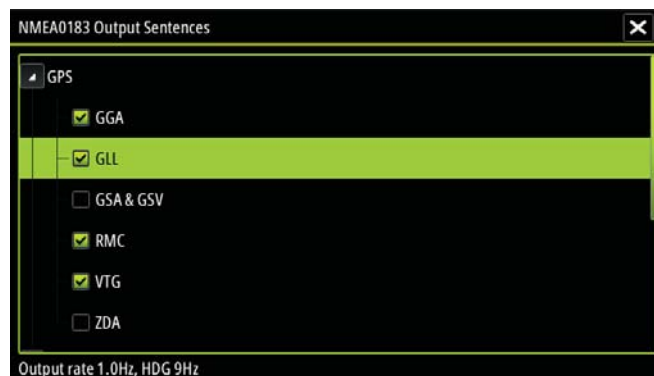 NMEA0183 Output Sentences
GPS
GGA
GLL
GSA & GSV
RMC
VTG
ZDA
Output rate 1.0Hz, HDG 9Hz